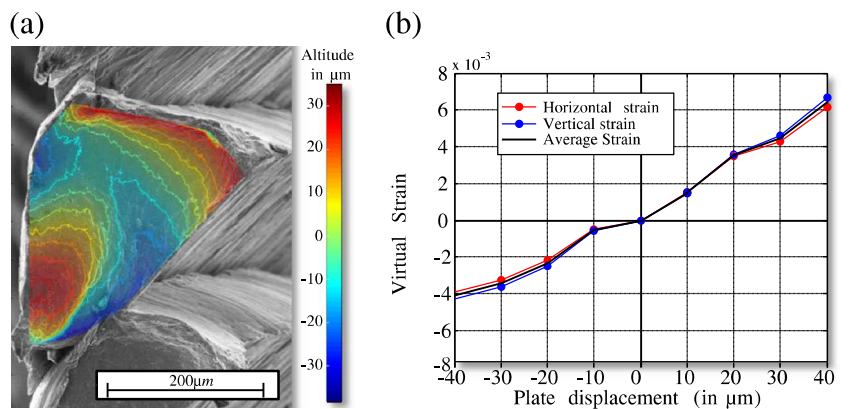 (a)
Altitude
in μm
30
20
10
0
-10
-20
-30
200μm
(b)
x 10⁻³
8
6
4
2
0
-2
-4
-6
-8
Virtual Strain
Horizontal strain
Vertical strain
Average Strain
-40 -30 -20 -10 0 10 20 30 40
Plate displacement (in μm)